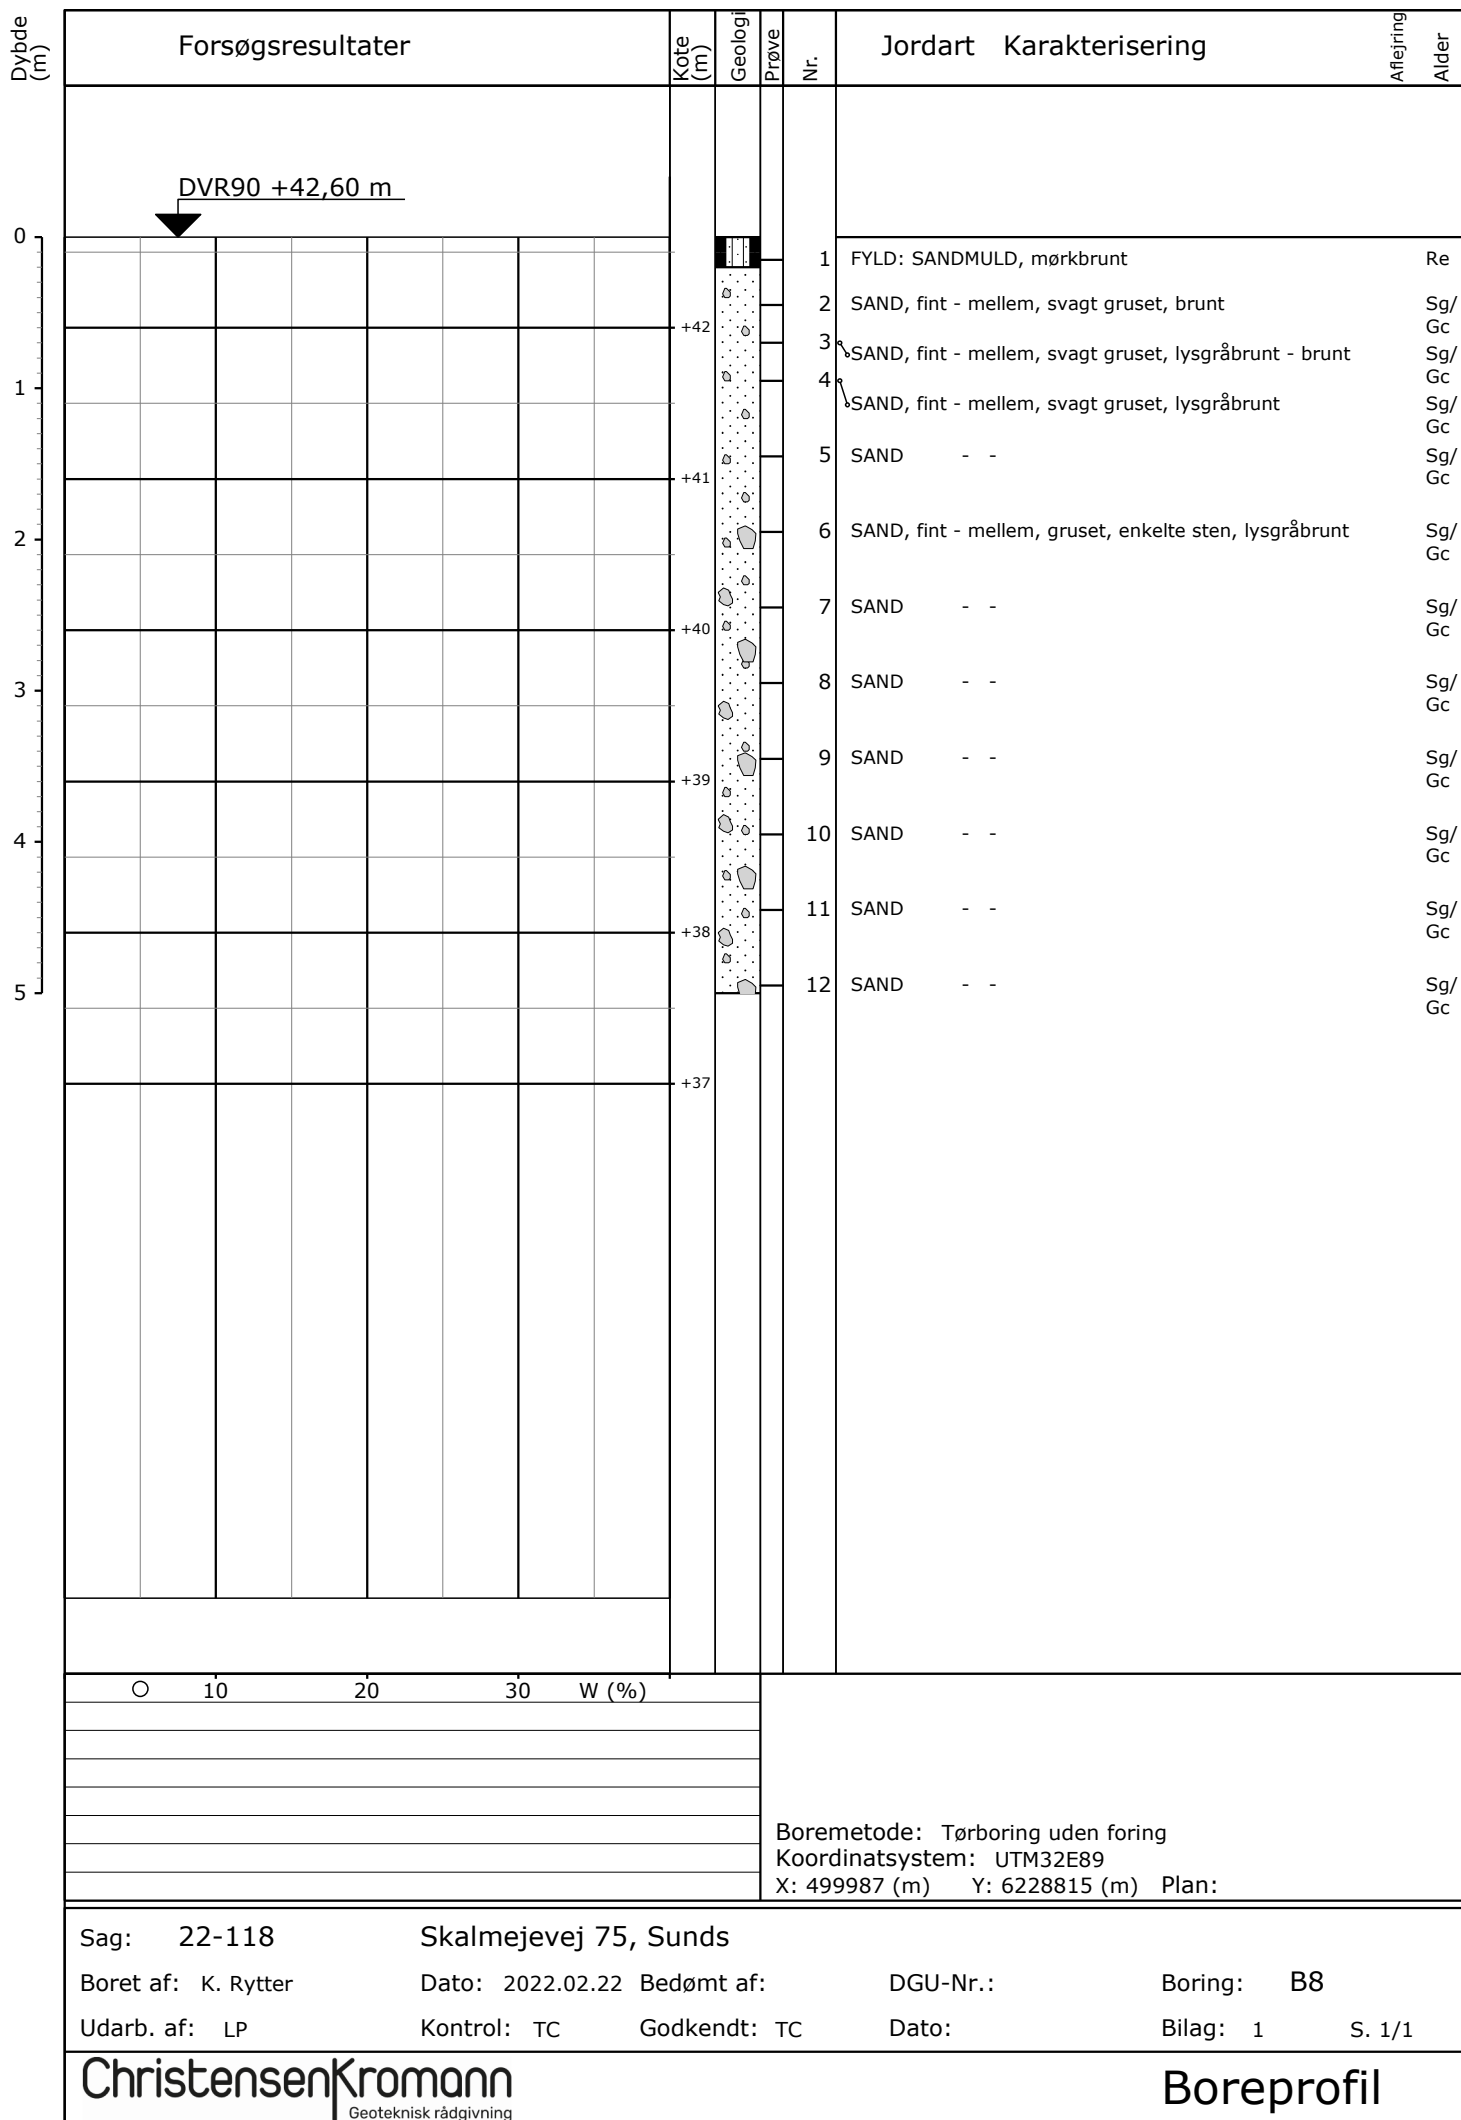 Dybde (m)
Forsøgsresultater
Kote (m)
Geologi
Prøve
Nr.
Jordart Karakterisering
Aflejring
Alder
DVR90 +42,60 m
0
1 FYLD: SANDMULD, mørkbrunt Re
2 SAND, fint - mellem, svagt gruset, brunt Sg/
Gc
+42
3 SAND, fint - mellem, svagt gruset, lysgråbrunt - brunt Sg/
Gc
1
4 SAND, fint - mellem, svagt gruset, lysgråbrunt Sg/
Gc
5 SAND - - Sg/
Gc
+41
2
6 SAND, fint - mellem, gruset, enkelte sten, lysgråbrunt Sg/
Gc
7 SAND - - Sg/
Gc
+40
3
8 SAND - - Sg/
Gc
9 SAND - - Sg/
Gc
+39
4
10 SAND - - Sg/
Gc
11 SAND - - Sg/
Gc
+38
5
12 SAND - - Sg/
Gc
+37
10 20 30 W (%)
Boremetode: Tørboring uden foring
Koordinatsystem: UTM32E89
X: 499987 (m) Y: 6228815 (m) Plan:
Sag: 22-118 Skalmejevej 75, Sunds
Boret af: K. Rytter Dato: 2022.02.22 Bedømt af: DGU-Nr.: Boring: B8
Udarb. af: LP Kontrol: TC Godkendt: TC Dato: Bilag: 1 S. 1/1
ChristensenKromann
Geoteknisk rådgivning
Boreprofil